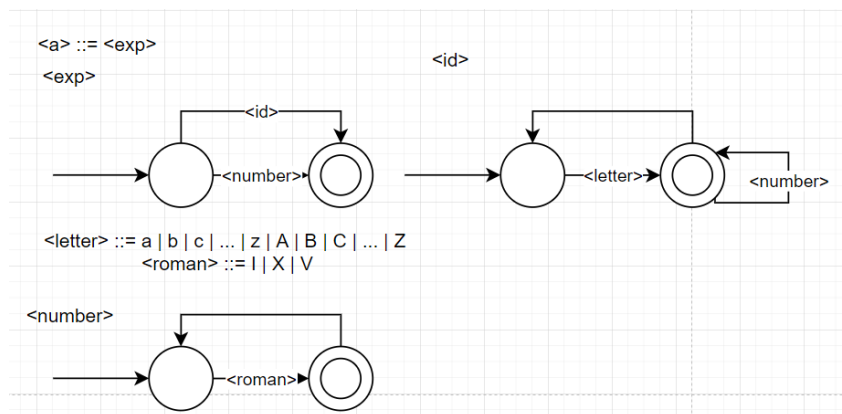 <a> ::= <exp>
<exp>
<id>
<id>
<number>
<letter>
<number>
<letter> ::= a | b | c | ... | z | A | B | C | ... | Z
<roman> ::= I | X | V
<number>
<roman>